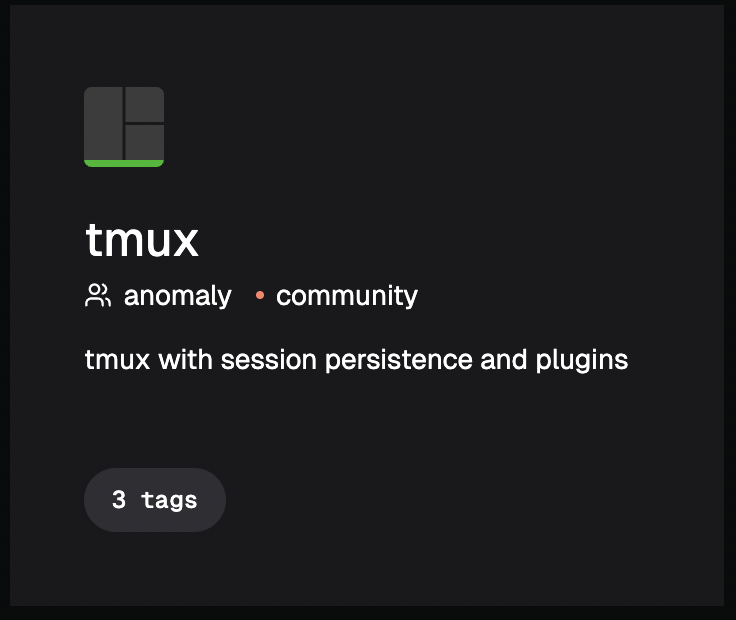 tmux
anomaly • community
tmux with session persistence and plugins
3 tags